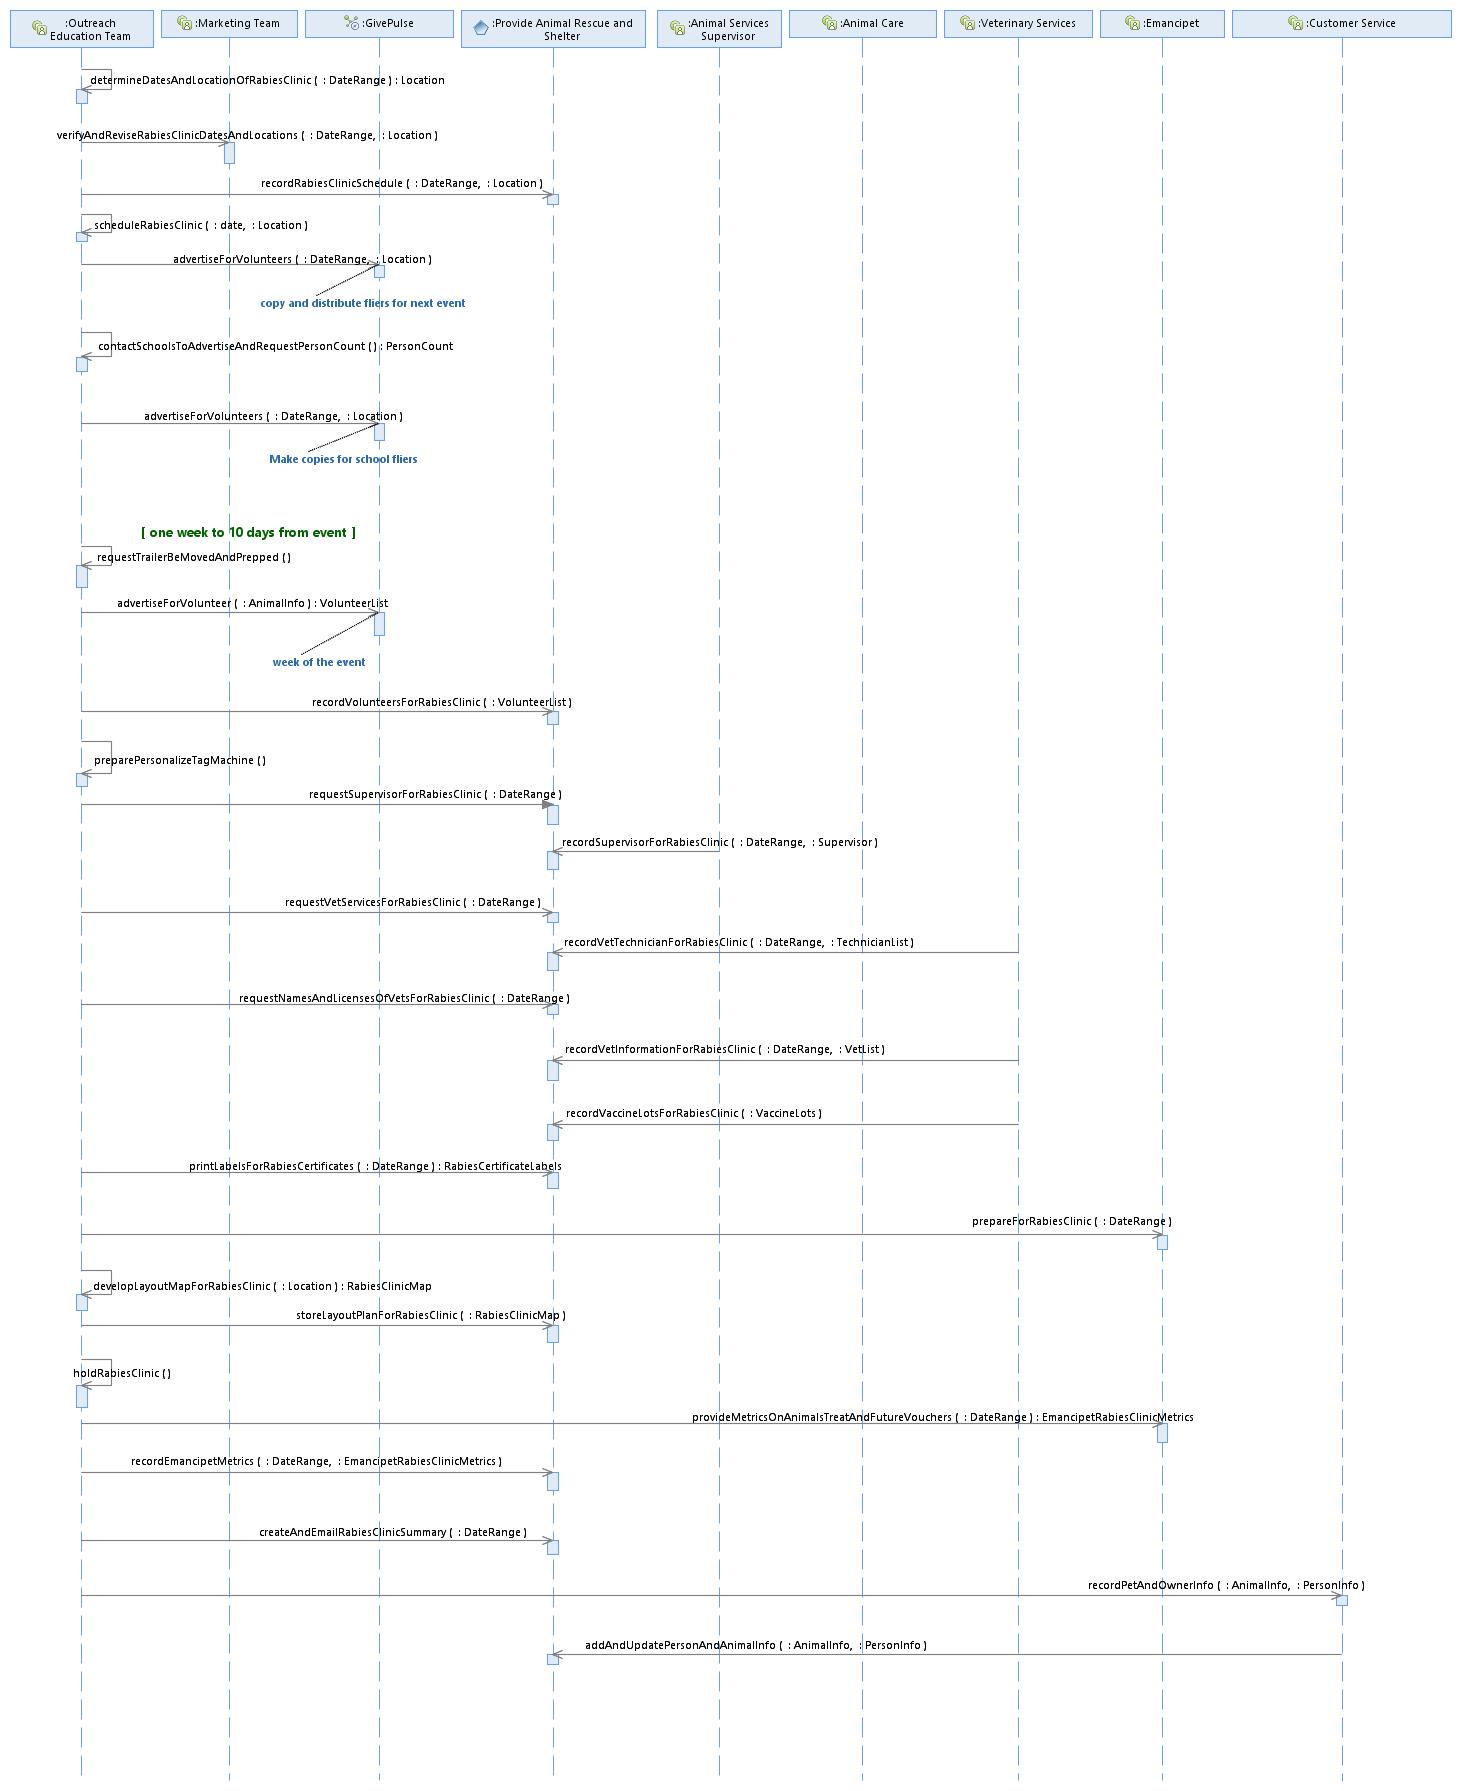 :Outreach
Education Team
:Marketing Team
:GivePulse
:Provide Animal Rescue and
Shelter
:Animal Services
Supervisor
:Animal Care
:Veterinary Services
:Emancipet
:Customer Service
determineDatesAndLocationOfRabiesClinic ( : DateRange ) : Location
verifyAndReviseRabiesClinicDatesAndLocations ( : DateRange, : Location )
recordRabiesClinicSchedule ( : DateRange, : Location )
scheduleRabiesClinic ( : date, : Location )
advertiseForVolunteers ( : DateRange, : Location )
copy and distribute fliers for next event
contactSchoolsToAdvertiseAndRequestPersonCount ( ) : PersonCount
advertiseForVolunteers ( : DateRange, : Location )
Make copies for school fliers
[ one week to 10 days from event ]
requestTrailerBeMovedAndPrepped ( )
advertiseForVolunteer ( : AnimalInfo ) : VolunteerList
week of the event
recordVolunteersForRabiesClinic ( : VolunteerList )
preparePersonalizeTagMachine ( )
requestSupervisorForRabiesClinic ( : DateRange )
recordSupervisorForRabiesClinic ( : DateRange, : Supervisor )
requestVetServicesForRabiesClinic ( : DateRange )
recordVetTechnicianForRabiesClinic ( : DateRange, : TechnicianList )
requestNamesAndLicensesOfVetsForRabiesClinic ( : DateRange )
recordVetInformationForRabiesClinic ( : DateRange, : VetList )
recordVaccineLotsForRabiesClinic ( : VaccineLots )
printLabelsForRabiesCertificates ( : DateRange ) : RabiesCertificateLabels
prepareForRabiesClinic ( : DateRange )
developLayoutMapForRabiesClinic ( : Location ) : RabiesClinicMap
storeLayoutPlanForRabiesClinic ( : RabiesClinicMap )
holdRabiesClinic ( )
provideMetricsOnAnimalsTreatAndFutureVouchers ( : DateRange ) : EmancipetRabiesClinicMetrics
recordEmancipetMetrics ( : DateRange, : EmancipetRabiesClinicMetrics )
createAndEmailRabiesClinicSummary ( : DateRange )
recordPetAndOwnerInfo ( : AnimalInfo, : PersonInfo )
addAndUpdatePersonAndAnimalInfo ( : AnimalInfo, : PersonInfo )